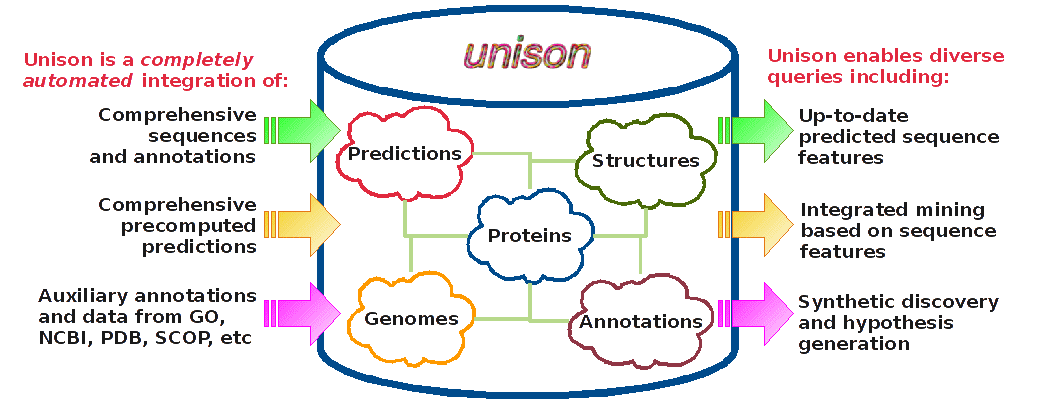 unison
Unison is a completely
automated integration of:
Comprehensive
sequences
and annotations
Comprehensive
precomputed
predictions
Auxiliary annotations
and data from GO,
NCBI, PDB, SCOP, etc
Predictions
Structures
Proteins
Genomes
Annotations
Unison enables diverse
queries including:
Up-to-date
predicted sequence
features
Integrated mining
based on sequence
features
Synthetic discovery
and hypothesis
generation